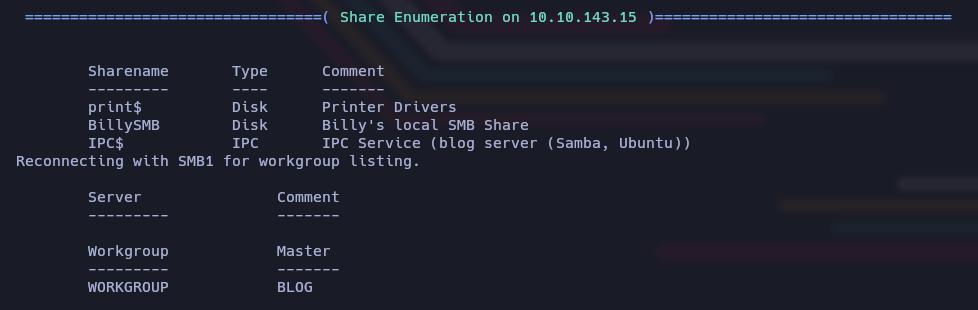 =================================( Share Enumeration on 10.10.143.15 )=================================
Sharename       Type      Comment
---------       ----      -------
print$          Disk      Printer Drivers
BillySMB        Disk      Billy's local SMB Share
IPC$            IPC       IPC Service (blog server (Samba, Ubuntu))
Reconnecting with SMB1 for workgroup listing.
Server               Comment
---------            -------
Workgroup            Master
---------            -------
WORKGROUP            BLOG